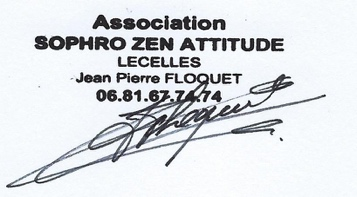 Association
SOPHRO ZEN ATTITUDE
LECELLES
Jean Pierre FLOQUET
06.81.67.74.74